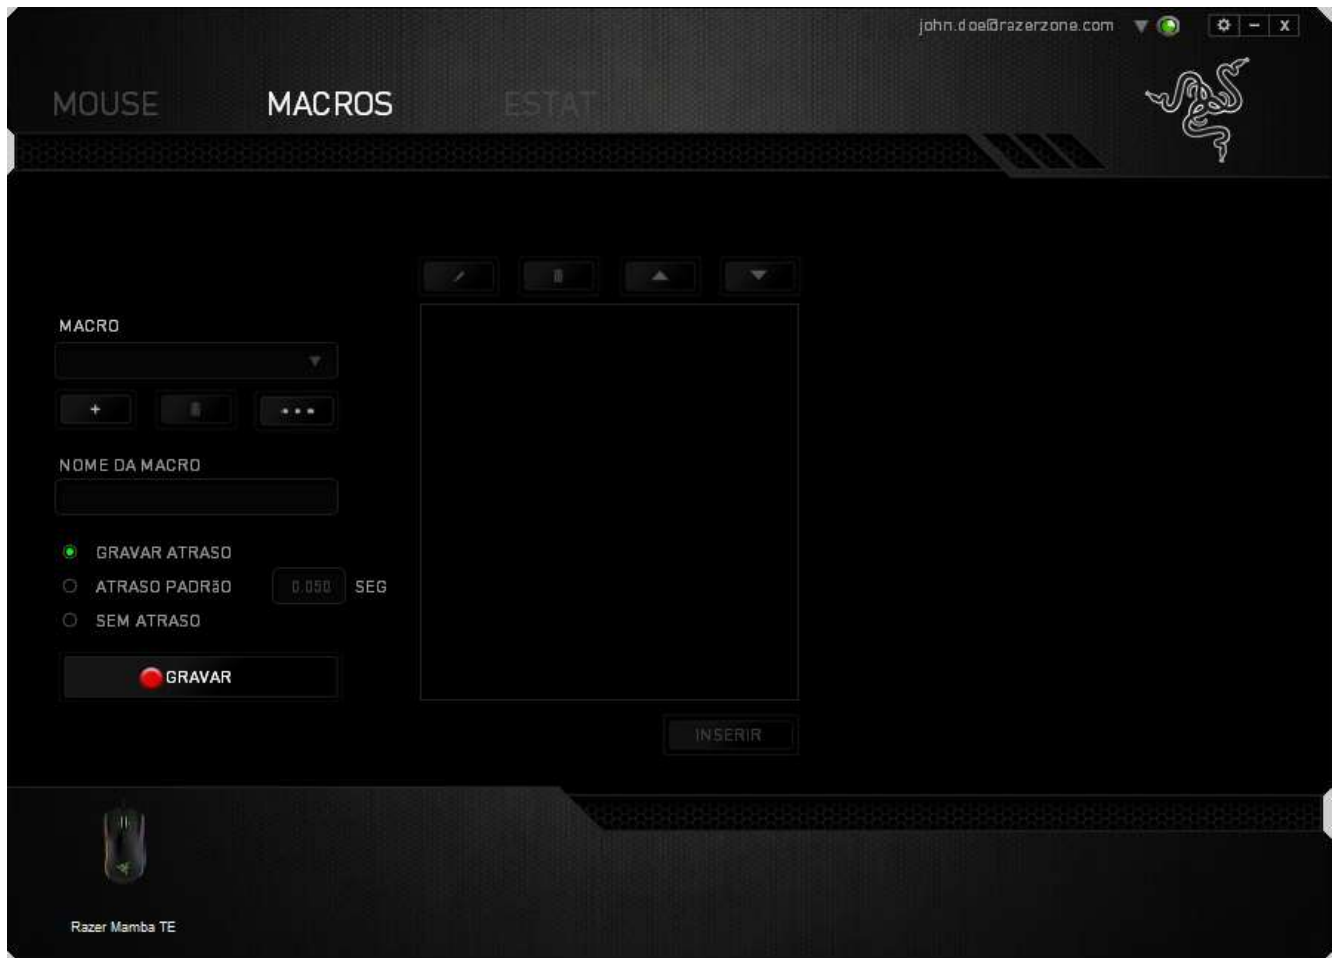 john.doe@razerzone.com
MOUSE MACROS ESTAT
MACRO
NOME DA MACRO
GRAVAR ATRASO
ATRASO PADRãO 0.050 SEG
SEM ATRASO
GRAVAR
INSERIR
Razer Mamba TE